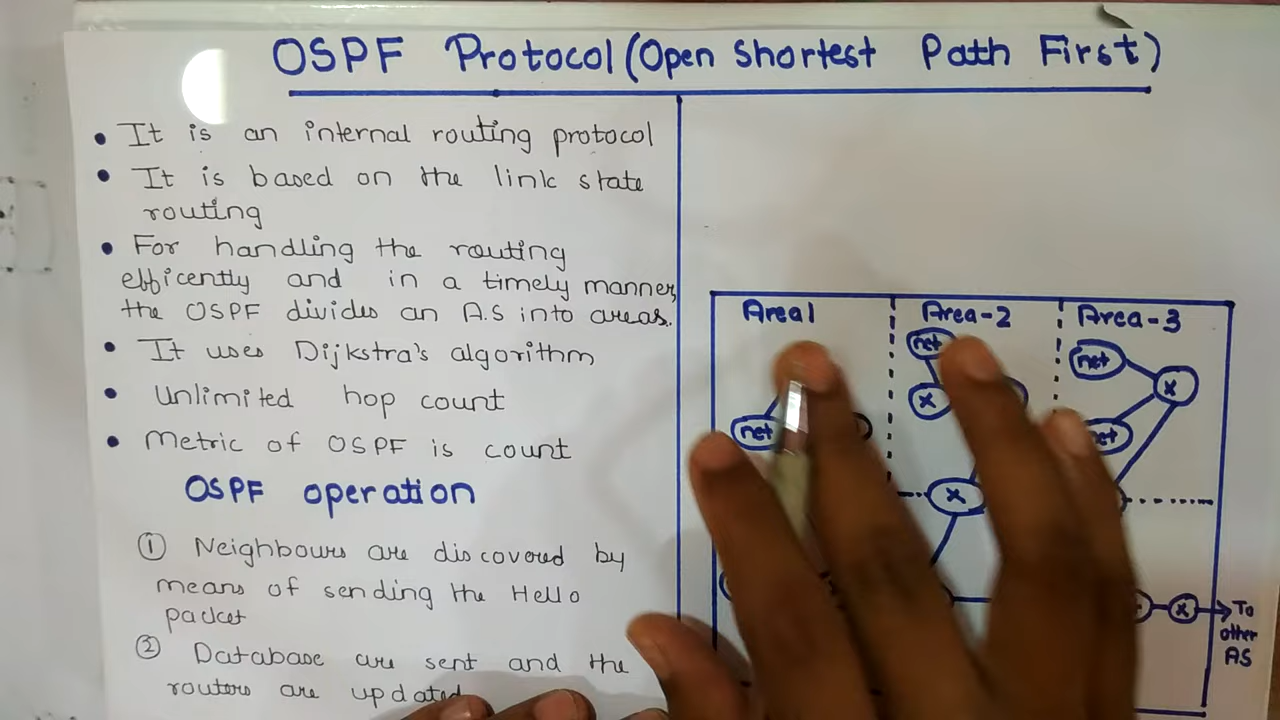 OSPF Protocol (Open Shortest Path First)
• It is an internal routing protocol
• It is based on the link state
routing
• For handling the routing
efficently and in a timely manner,
the OSPF divides an A.S into areas.
• It uses Dijkstra's algorithm
• Unlimited hop count
• Metric of OSPF is count
OSPF operation
① Neighbours are discovered by
means of sending the Hello
packet
② Database are sent and the
routers are updated
Area1
net
Area-2
net
x
x
Area-3
net
x
net
x
To
other
AS